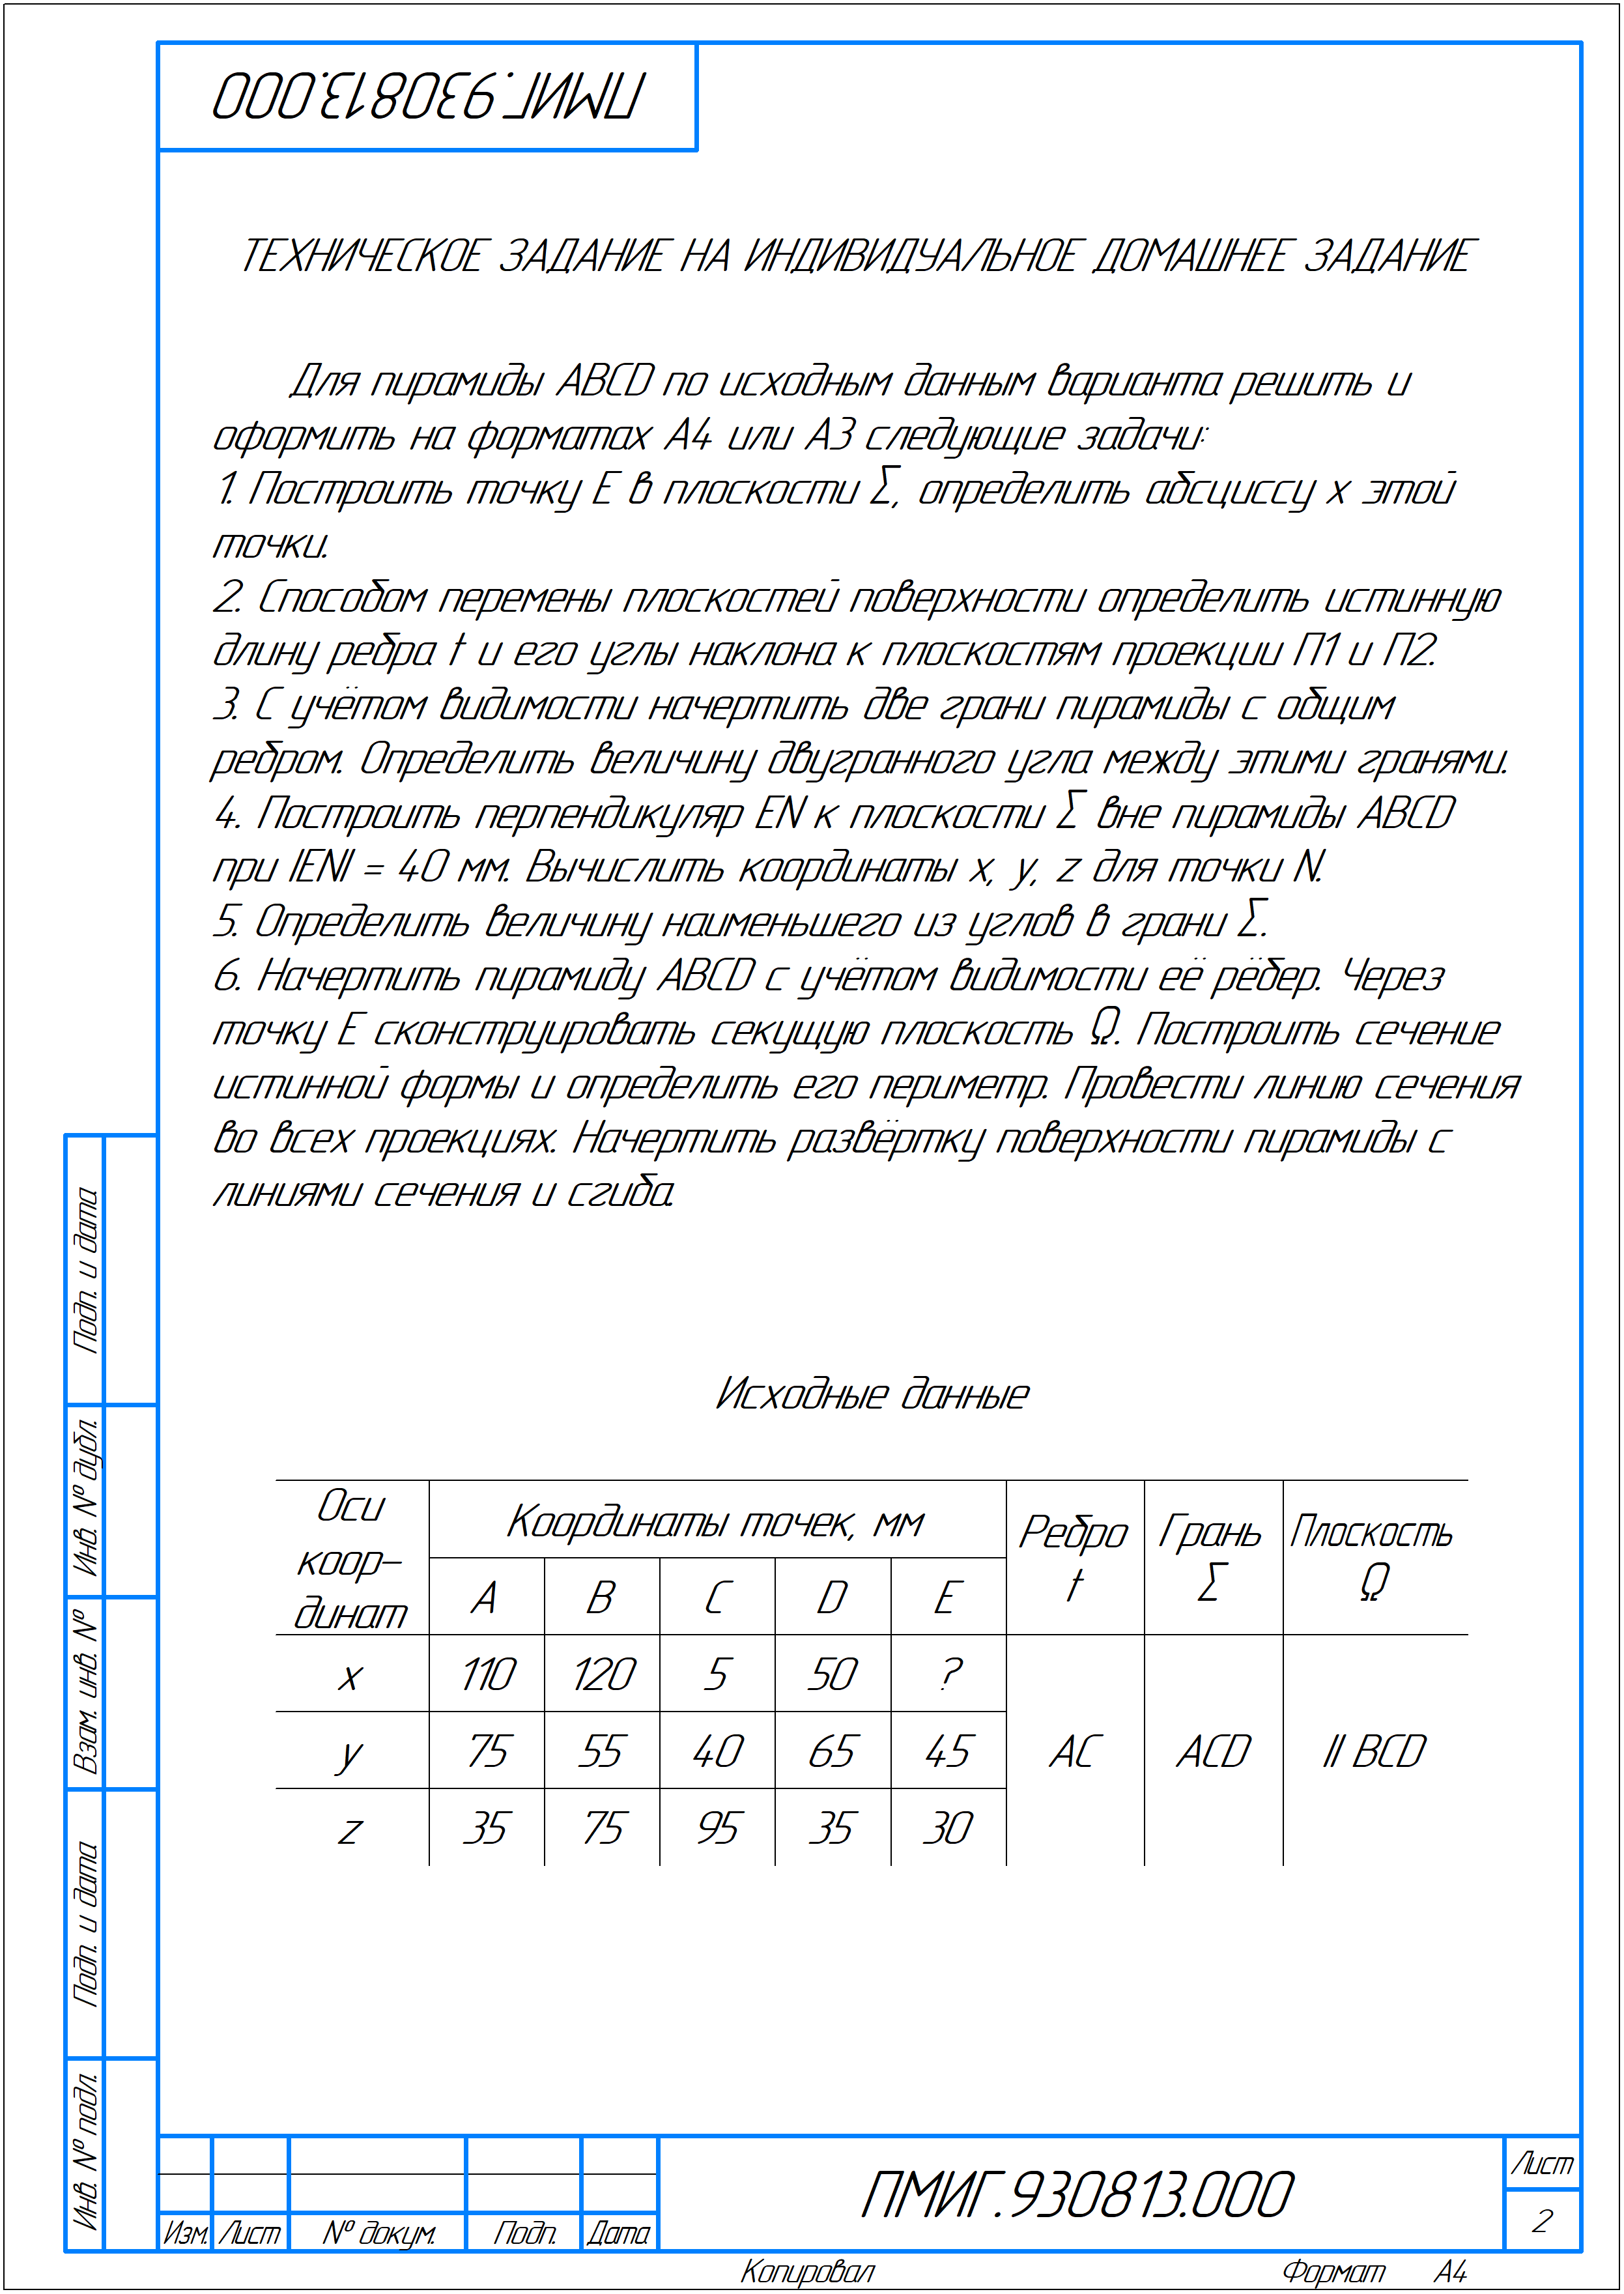 ПМИГ.930813.000
ТЕХНИЧЕСКОЕ ЗАДАНИЕ НА ИНДИВИДУАЛЬНОЕ ДОМАШНЕЕ ЗАДАНИЕ
Для пирамиды ABCD по исходным данным варианта решить и
оформить на форматах А4 или А3 следующие задачи:
1. Построить точку E в плоскости Σ, определить абсциссу x этой
точки.
2. Способом перемены плоскостей поверхности определить истинную
длину ребра t и его углы наклона к плоскостям проекции П1 и П2.
3. С учётом видимости начертить две грани пирамиды с общим
ребром. Определить величину двугранного угла между этими гранями.
4. Построить перпендикуляр EN к плоскости Σ вне пирамиды ABCD
при |EN| = 40 мм. Вычислить координаты x, y, z для точки N.
5. Определить величину наименьшего из углов в грани Σ.
6. Начертить пирамиду ABCD с учётом видимости её рёбер. Через
точку E сконструировать секущую плоскость Ω. Построить сечение
истинной формы и определить его периметр. Провести линию сечения
во всех проекциях. Начертить развёртку поверхности пирамиды с
линиями сечения и сгиба.
Исходные данные
Оси коор- динат Координаты точек, мм Ребро t Грань Σ Плоскость Ω
A B C D E
x 110 120 5 50 ?
y 75 55 40 65 45 AC ACD || BCD
z 35 75 95 35 30
Подп. и дата
Инв. № дубл.
Взам. инв. №
Подп. и дата
Инв. № подл.
Изм. Лист № докум. Подп. Дата
ПМИГ.930813.000
Лист
2
Копировал Формат А4